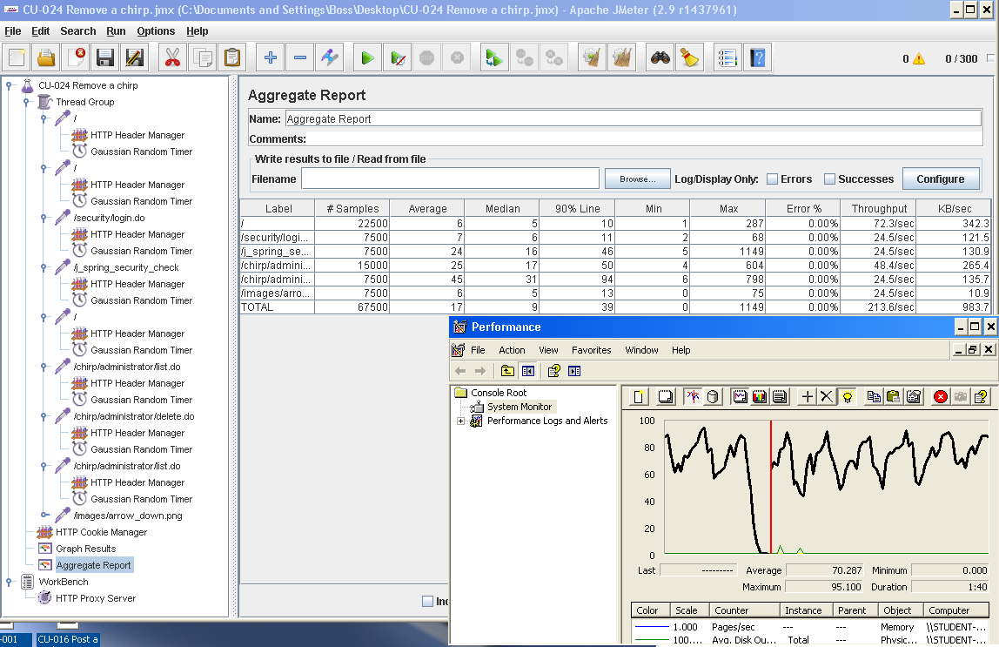 CU-024 Remove a chirp.jmx (C:\Documents and Settings\Boss\Desktop\CU-024 Remove a chirp.jmx) - Apache JMeter (2.9 r1437961)
File Edit Search Run Options Help
0 0 / 300
CU-024 Remove a chirp
Thread Group
/
HTTP Header Manager
Gaussian Random Timer
/
HTTP Header Manager
Gaussian Random Timer
/security/login.do
HTTP Header Manager
Gaussian Random Timer
/j_spring_security_check
HTTP Header Manager
Gaussian Random Timer
/
HTTP Header Manager
Gaussian Random Timer
/chirp/administrator/list.do
HTTP Header Manager
Gaussian Random Timer
/chirp/administrator/delete.do
HTTP Header Manager
Gaussian Random Timer
/chirp/administrator/list.do
HTTP Header Manager
Gaussian Random Timer
/images/arrow_down.png
HTTP Cookie Manager
Graph Results
Aggregate Report
WorkBench
HTTP Proxy Server
Aggregate Report
Name: Aggregate Report
Comments:
Write results to file / Read from file
Filename Browse... Log/Display Only: Errors Successes Configure
Label # Samples Average Median 90% Line Min Max Error % Throughput KB/sec
/ 22500 6 5 10 1 287 0.00% 72.3/sec 342.3
/security/logi... 7500 7 6 11 2 68 0.00% 24.5/sec 121.5
/j_spring_se... 7500 24 16 46 5 1149 0.00% 24.5/sec 130.9
/chirp/admini... 15000 25 17 50 4 604 0.00% 48.4/sec 265.4
/chirp/admini... 7500 45 31 94 6 798 0.00% 24.5/sec 135.7
/images/arro... 7500 6 5 13 0 75 0.00% 24.5/sec 10.9
TOTAL 67500 17 9 39 0 1149 0.00% 213.6/sec 983.7
Performance
File Action View Favorites Window Help
Console Root
System Monitor
Performance Logs and Alerts
100
80
60
40
20
0
Last --------- Average 70.287 Minimum 0.000
Maximum 95.100 Duration 1:40
Color Scale Counter Instance Parent Object Computer
1.000 Pages/sec --- --- Memory \\STUDENT-...
100.... Avg. Disk Qu... Total --- Physic... \\STUDENT-...
-001 CU-016 Post a